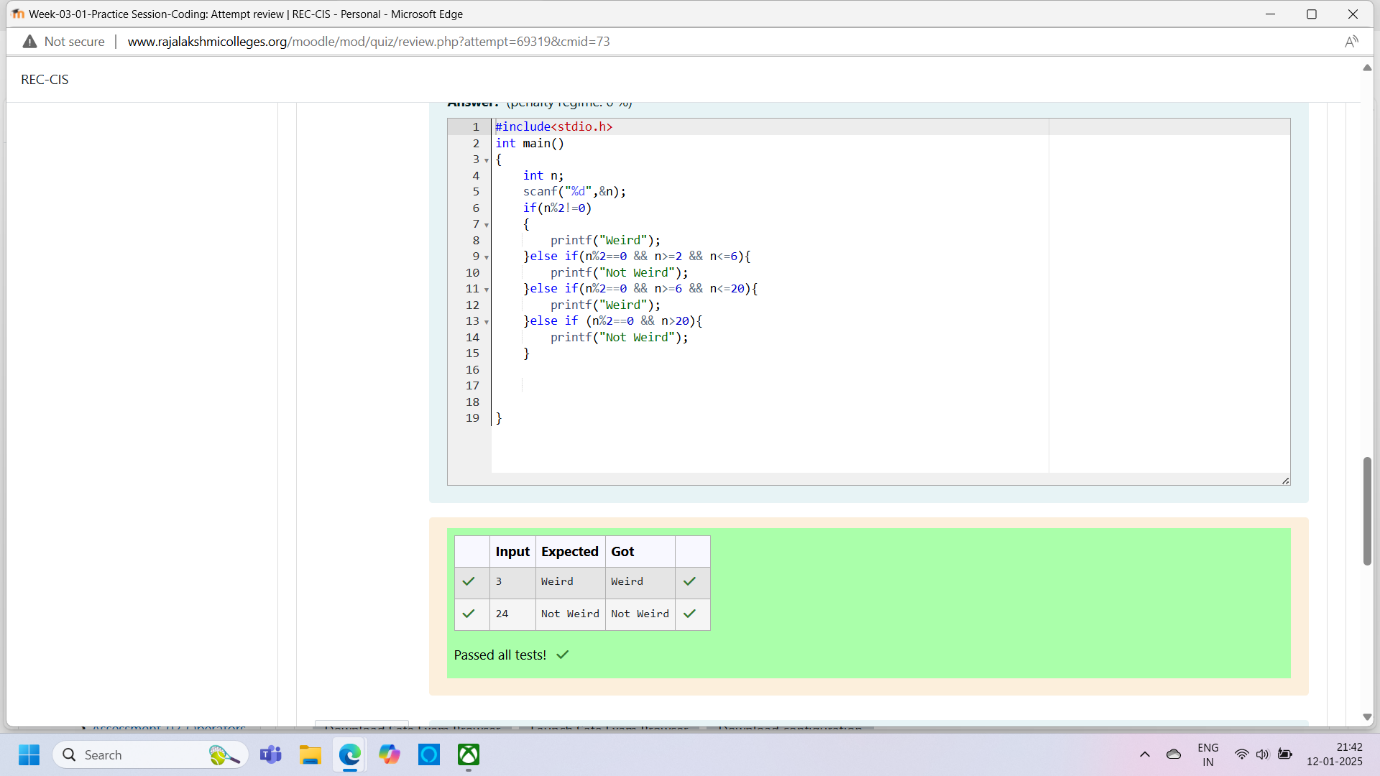 Week-03-01-Practice Session-Coding: Attempt review | REC-CIS - Personal - Microsoft Edge
Not secure | www.rajalakshmicolleges.org/moodle/mod/quiz/review.php?attempt=69319&cmid=73
REC-CIS
Answer: (penalty regime: 0 %)
1 #include<stdio.h>
2 int main()
3 {
4 int n;
5 scanf("%d",&n);
6 if(n%2!=0)
7 {
8 printf("Weird");
9 }else if(n%2==0 && n>=2 && n<=6){
10 printf("Not Weird");
11 }else if(n%2==0 && n>=6 && n<=20){
12 printf("Weird");
13 }else if (n%2==0 && n>20){
14 printf("Not Weird");
15 }
16
17
18
19 }
Input Expected Got
3 Weird Weird
24 Not Weird Not Weird
Passed all tests!
Search
ENG
IN
21:42
12-01-2025